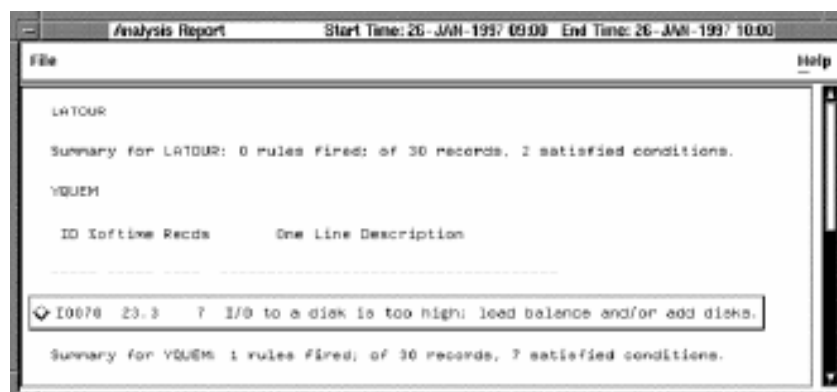 Analysis Report Start Time: 26-JAN-1997 09:00 End Time: 26-JAN-1997 10:00
File Help
LATOUR
Summary for LATOUR: 0 rules fired; of 30 records, 2 satisfied conditions.
YQUEM
ID %oftime Recds One Line Description
----- ----- ---- -----------------------------------
I0070 23.3 7 I/O to a disk is too high; load balance and/or add disks.
Summary for YQUEM: 1 rules fired; of 30 records, 7 satisfied conditions.